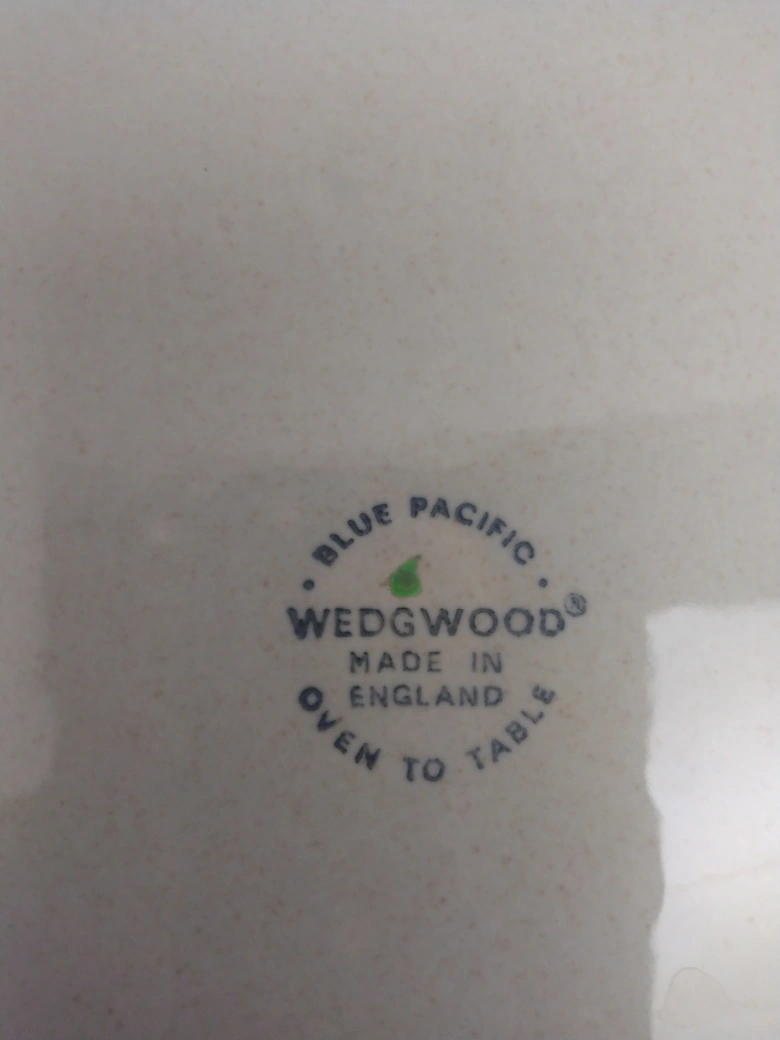 • BLUE PACIFIC •
WEDGWOOD®
MADE IN
ENGLAND
OVEN TO TABLE